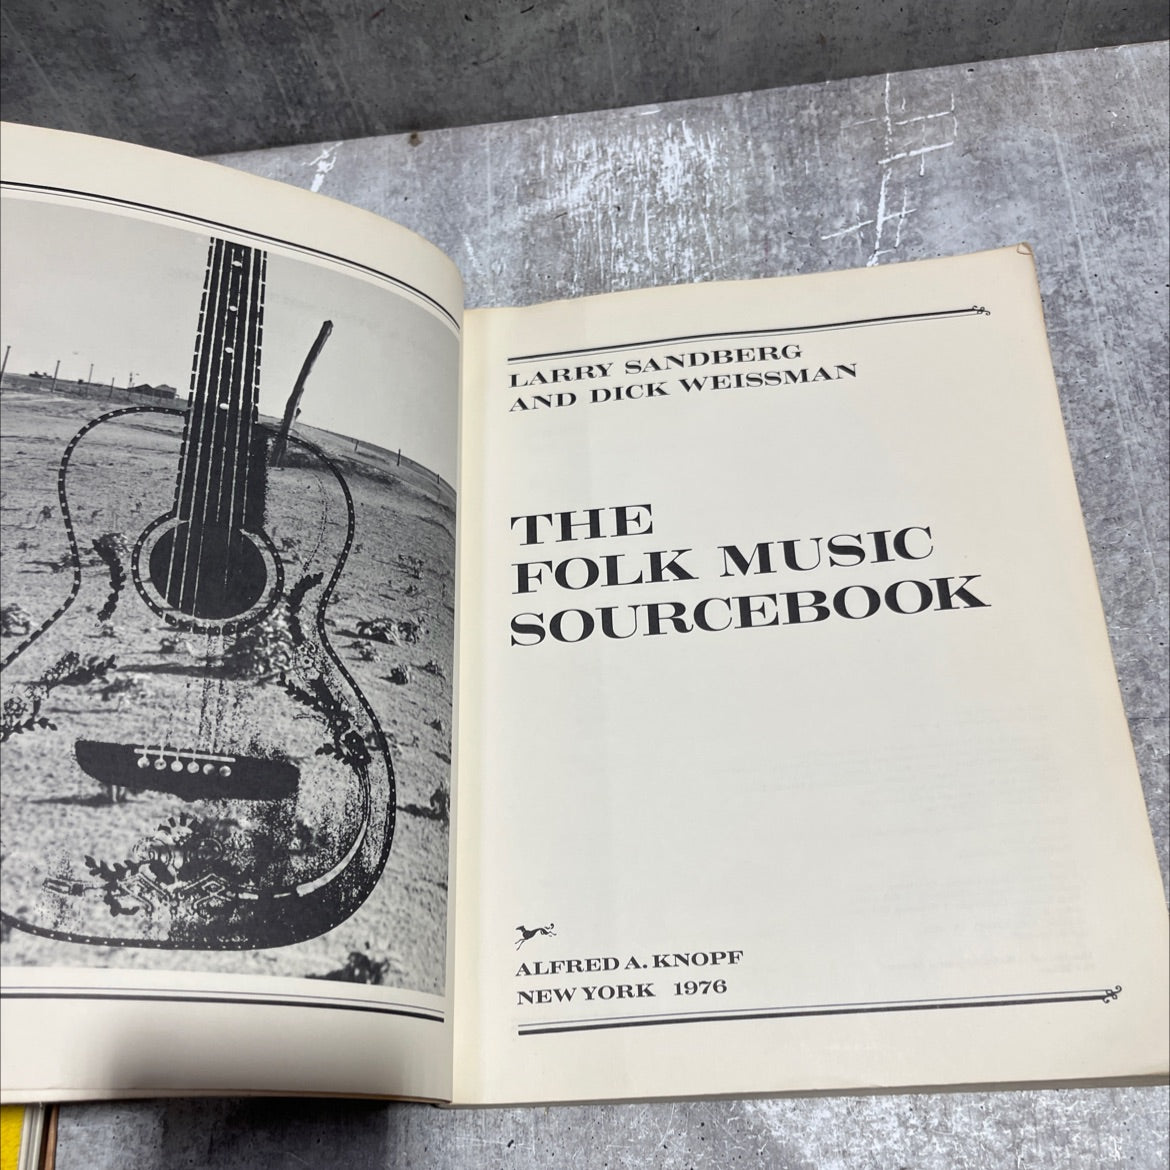 LARRY SANDBERG
AND DICK WEISSMAN
THE
FOLK MUSIC
SOURCEBOOK
ALFRED A. KNOPF
NEW YORK 1976